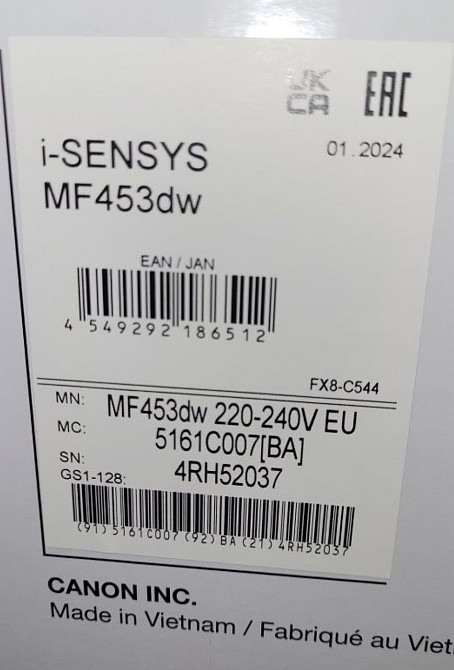 UK
CA
EAC
01.2024
i-SENSYS
MF453dw
EAN / JAN
4 549292 186512
FX8-C544
MN: MF453dw 220-240V EU
MC: 5161C007[BA]
SN: 4RH52037
GS1-128:
(91)5161C007(92)BA(21)4RH52037
CANON INC.
Made in Vietnam / Fabriqué au Viet